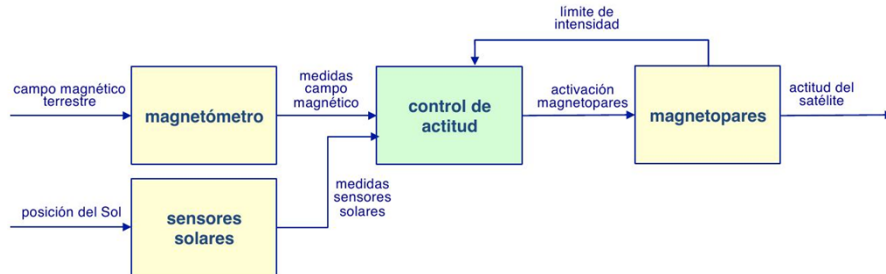 límite de
intensidad
campo magnético
terrestre
magnetómetro
medidas
campo
magnético
control de
actitud
activación
magnetopares
magnetopares
actitud del
satélite
posición del Sol
sensores
solares
medidas
sensores
solares